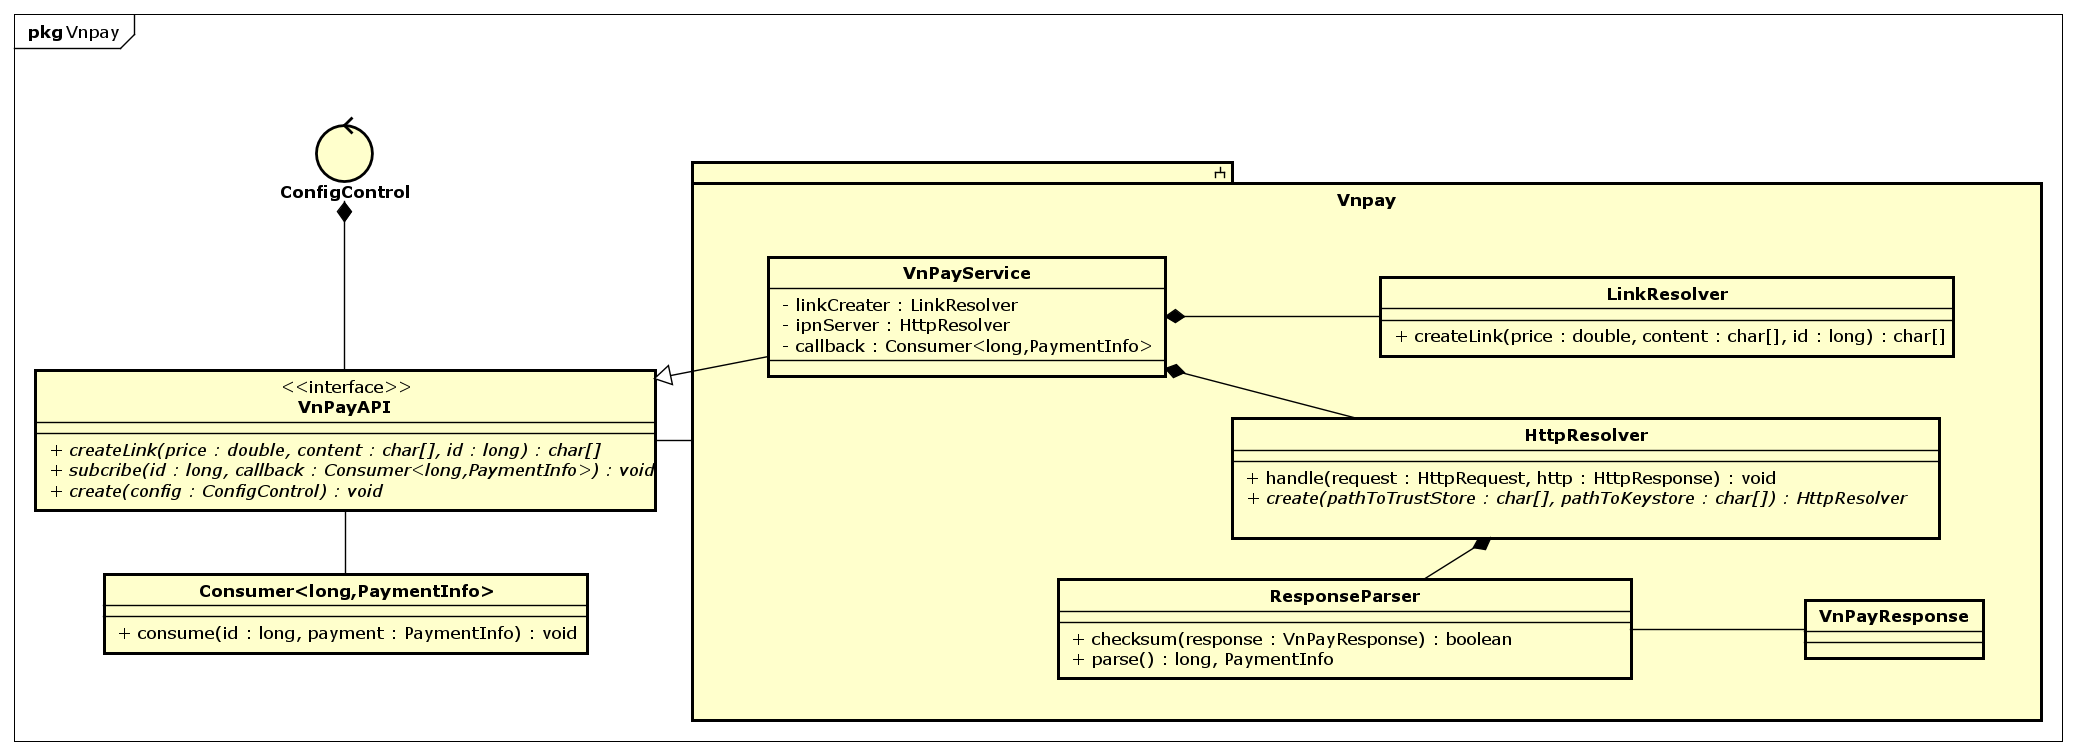 pkg Vnpay
ConfigControl
Vnpay
VnPayService
- linkCreater : LinkResolver
- ipnServer : HttpResolver
- callback : Consumer<long,PaymentInfo>
LinkResolver
+ createLink(price : double, content : char[], id : long) : char[]
<<interface>>
VnPayAPI
+ createLink(price : double, content : char[], id : long) : char[]
+ subcribe(id : long, callback : Consumer<long,PaymentInfo>) : void
+ create(config : ConfigControl) : void
HttpResolver
+ handle(request : HttpRequest, http : HttpResponse) : void
+ create(pathToTrustStore : char[], pathToKeystore : char[]) : HttpResolver
Consumer<long,PaymentInfo>
+ consume(id : long, payment : PaymentInfo) : void
ResponseParser
+ checksum(response : VnPayResponse) : boolean
+ parse() : long, PaymentInfo
VnPayResponse